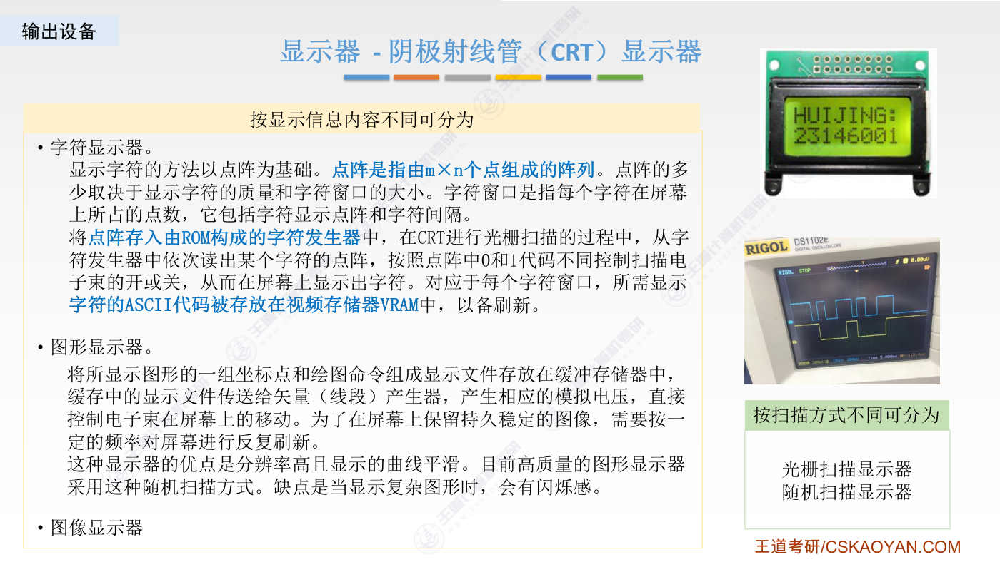 输出设备
显示器 - 阴极射线管（CRT）显示器
按显示信息内容不同可分为
• 字符显示器。
显示字符的方法以点阵为基础。点阵是指由m×n个点组成的阵列。点阵的多
少取决于显示字符的质量和字符窗口的大小。字符窗口是指每个字符在屏幕
上所占的点数，它包括字符显示点阵和字符间隔。
将点阵存入由ROM构成的字符发生器中，在CRT进行光栅扫描的过程中，从字
符发生器中依次读出某个字符的点阵，按照点阵中0和1代码不同控制扫描电
子束的开或关，从而在屏幕上显示出字符。对应于每个字符窗口，所需显示
字符的ASCII代码被存放在视频存储器VRAM中，以备刷新。
• 图形显示器。
将所显示图形的一组坐标点和绘图命令组成显示文件存放在缓冲存储器中，
缓存中的显示文件传送给矢量（线段）产生器，产生相应的模拟电压，直接
控制电子束在屏幕上的移动。为了在屏幕上保留持久稳定的图像，需要按一
定的频率对屏幕进行反复刷新。
这种显示器的优点是分辨率高且显示的曲线平滑。目前高质量的图形显示器
采用这种随机扫描方式。缺点是当显示复杂图形时，会有闪烁感。
• 图像显示器
HUIJING:
23146001
RIGOL DS1102E
DIGITAL OSCILLOSCOPE
RIGOL STOP
0.00uV
Time 5.000ms
按扫描方式不同可分为
光栅扫描显示器
随机扫描显示器
王道考研/CSKAOYAN.COM